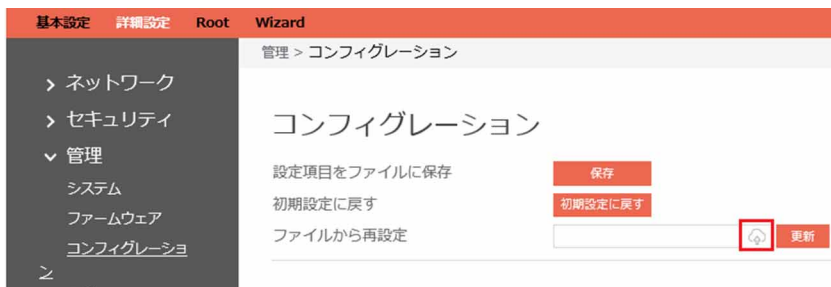 基本設定 詳細設定 Root Wizard
管理 > コンフィグレーション
ネットワーク
セキュリティ
管理
システム
ファームウェア
コンフィグレーショ
ン
コンフィグレーション
設定項目をファイルに保存 保存
初期設定に戻す 初期設定に戻す
ファイルから再設定 更新